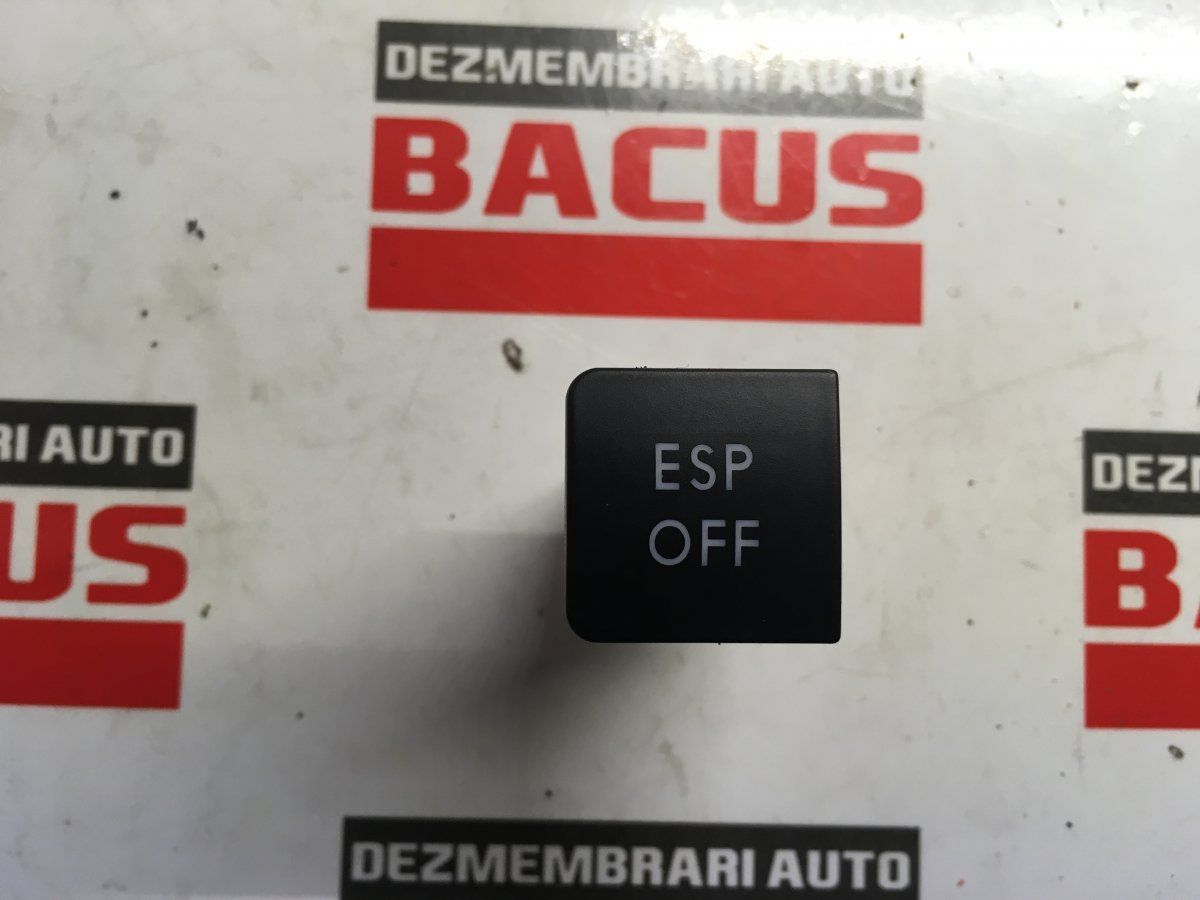 DEZMEMBRARI AUTO
BACUS
RI AUTO
US
ESP
OFF
DEZ
B
DEZMEMBRARI AUTO